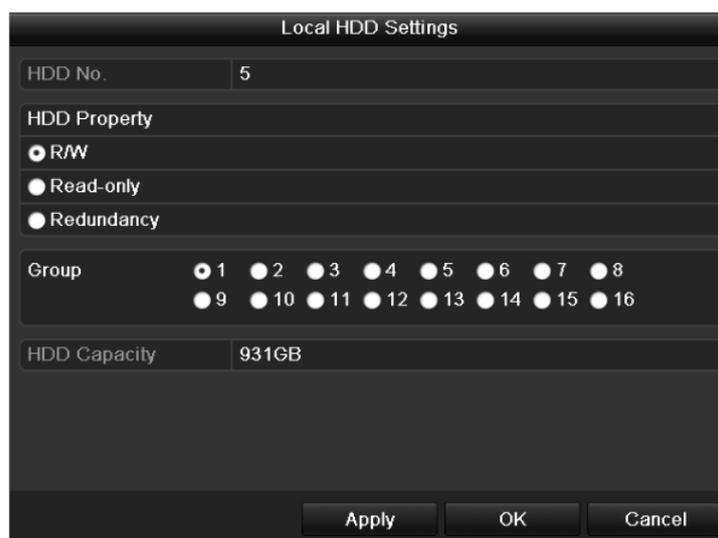 Local HDD Settings
HDD No. 5
HDD Property
R/W
Read-only
Redundancy
Group 1 2 3 4 5 6 7 8
9 10 11 12 13 14 15 16
HDD Capacity 931GB
Apply OK Cancel